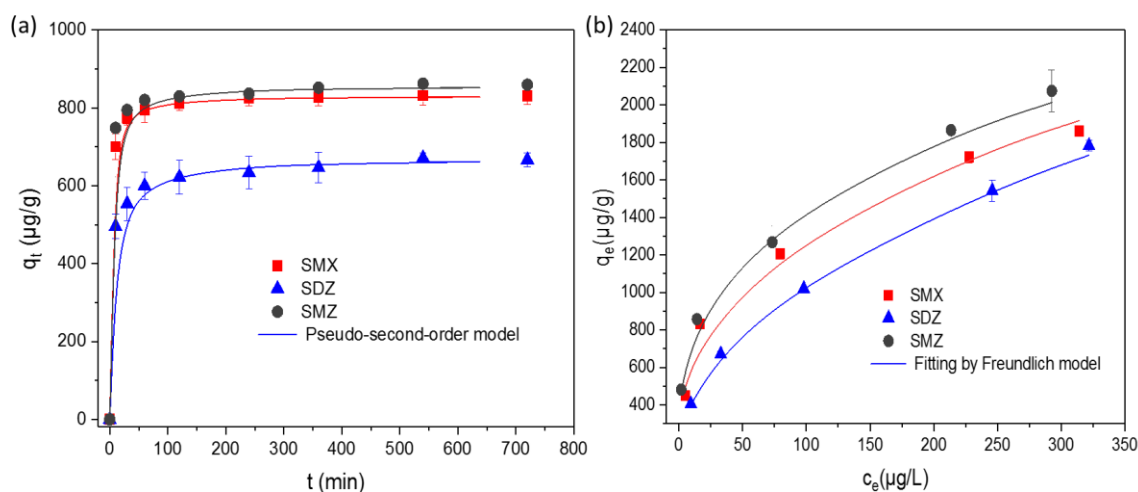 (a)
1000
800
600
400
200
0
q_t (µg/g)
SMX
SDZ
SMZ
Pseudo-second-order model
0 100 200 300 400 500 600 700 800
t (min)
(b)
2400
2200
2000
1800
1600
1400
1200
1000
800
600
400
q_e(µg/g)
SMX
SDZ
SMZ
Fitting by Freundlich model
0 50 100 150 200 250 300 350
c_e(µg/L)